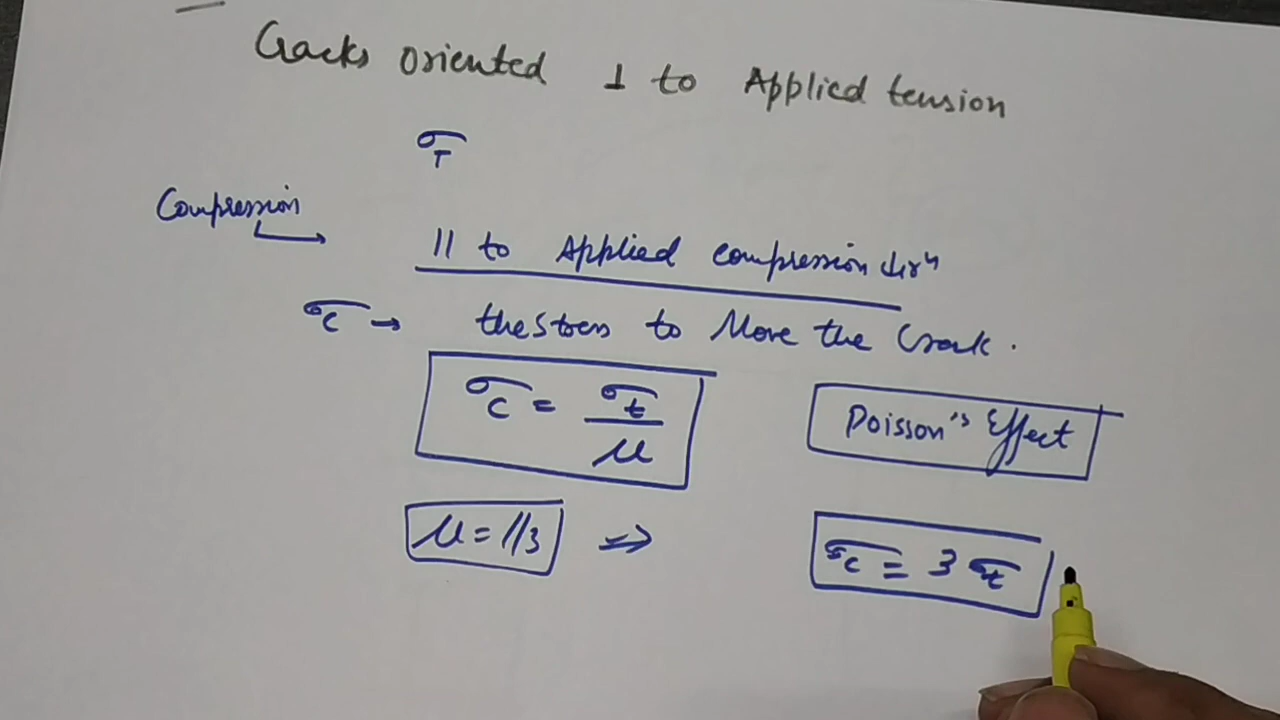 Cracks oriented ⊥ to Applied tension
σT
Compression
|| to Applied compression dirⁿ
σc → the stress to Move the Crack.
σc = σt / μ
Poisson's Effect
μ = 1/3 ⇒ σc = 3 σt